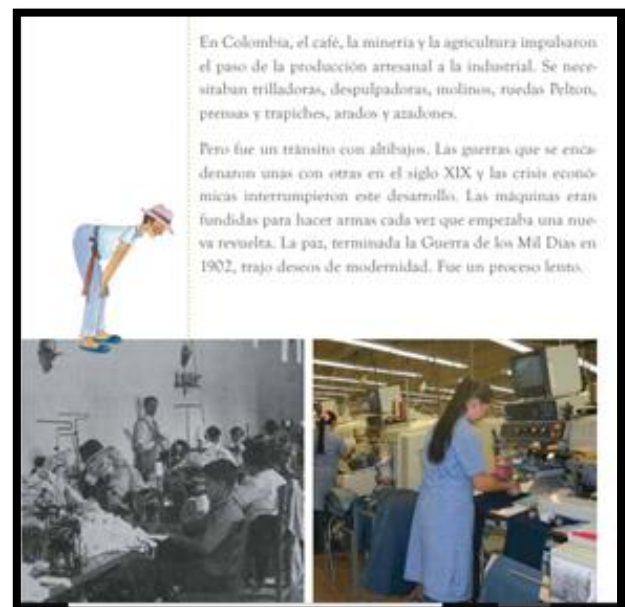 En Colombia, el café, la minería y la agricultura impulsaron
el paso de la producción artesanal a la industrial. Se nece-
sitaban trilladoras, despulpadoras, molinos, ruedas Pelton,
prensas y trapiches, arados y azadones.
Pero fue un tránsito con altibajos. Las guerras que se enca-
denaron unas con otras en el siglo XIX y las crisis econó-
micas interrumpieron este desarrollo. Las máquinas eran
fundidas para hacer armas cada vez que empezaba una nue-
va revuelta. La paz, terminada la Guerra de los Mil Días en
1902, trajo deseos de modernidad. Fue un proceso lento.